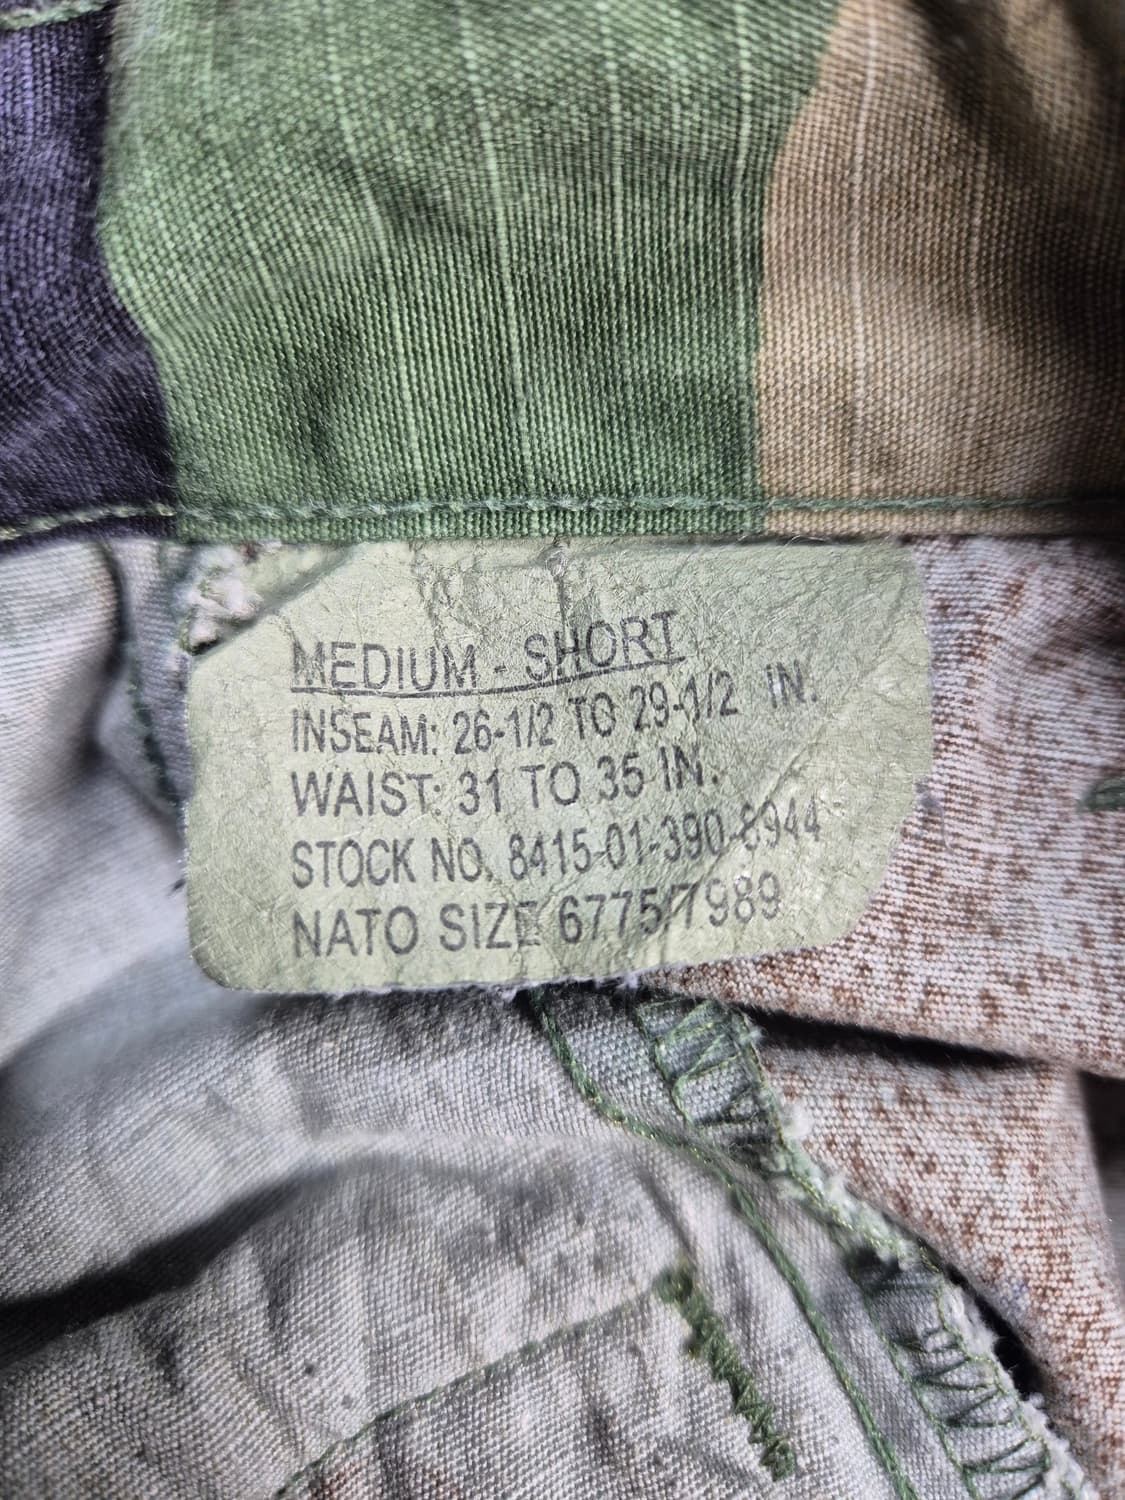 MEDIUM - SHORT
INSEAM: 26-1/2 TO 29-1/2 IN.
WAIST: 31 TO 35 IN.
STOCK NO. 8415-01-390-8944
NATO SIZE 6775/7989